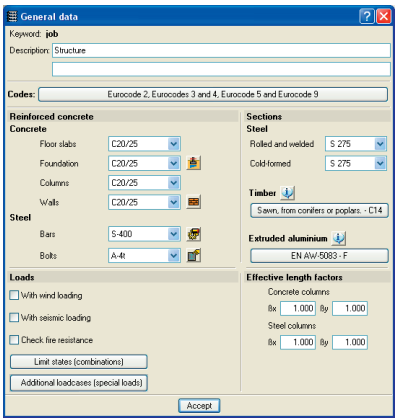 General data
Keyword: job
Description: Structure
Codes: Eurocode 2, Eurocodes 3 and 4, Eurocode 5 and Eurocode 9
Reinforced concrete
Concrete
Floor slabs C20/25
Foundation C20/25
Columns C20/25
Walls C20/25
Steel
Bars S-400
Bolts A-4t
Sections
Steel
Rolled and welded S 275
Cold-formed S 275
Timber
Sawn, from conifers or poplars. - C14
Extruded aluminium
EN AW-5083 - F
Loads
With wind loading
With seismic loading
Check fire resistance
Limit states (combinations)
Additional loadcases (special loads)
Effective length factors
Concrete columns
βx 1.000 βy 1.000
Steel columns
βx 1.000 βy 1.000
Accept